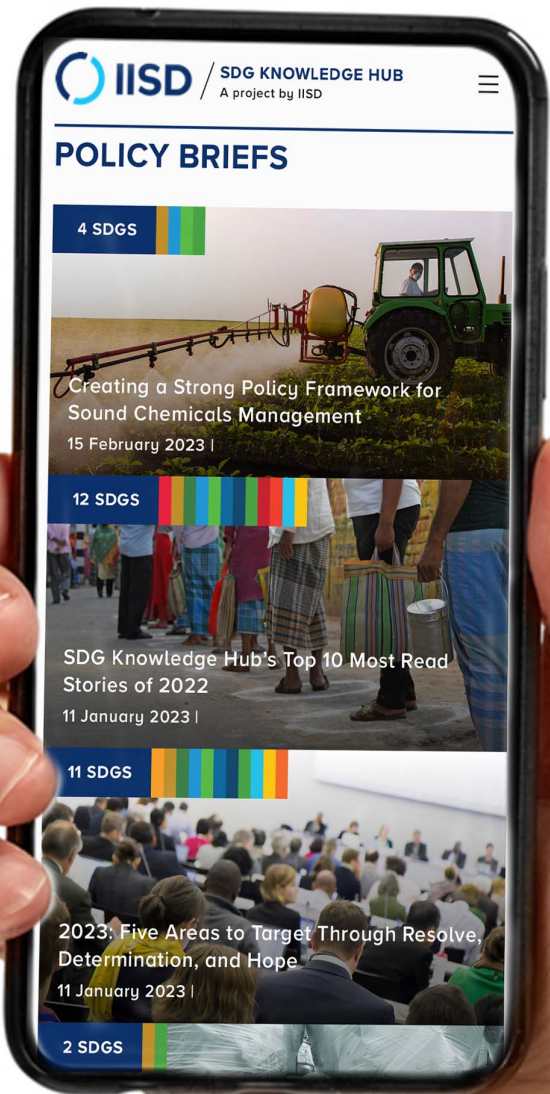 IISD
SDG KNOWLEDGE HUB
A project by IISD
POLICY BRIEFS
4 SDGS
Creating a Strong Policy Framework for
Sound Chemicals Management
15 February 2023 |
12 SDGS
SDG Knowledge Hub's Top 10 Most Read
Stories of 2022
11 January 2023 |
11 SDGS
2023: Five Areas to Target Through Resolve,
Determination, and Hope
11 January 2023 |
2 SDGS